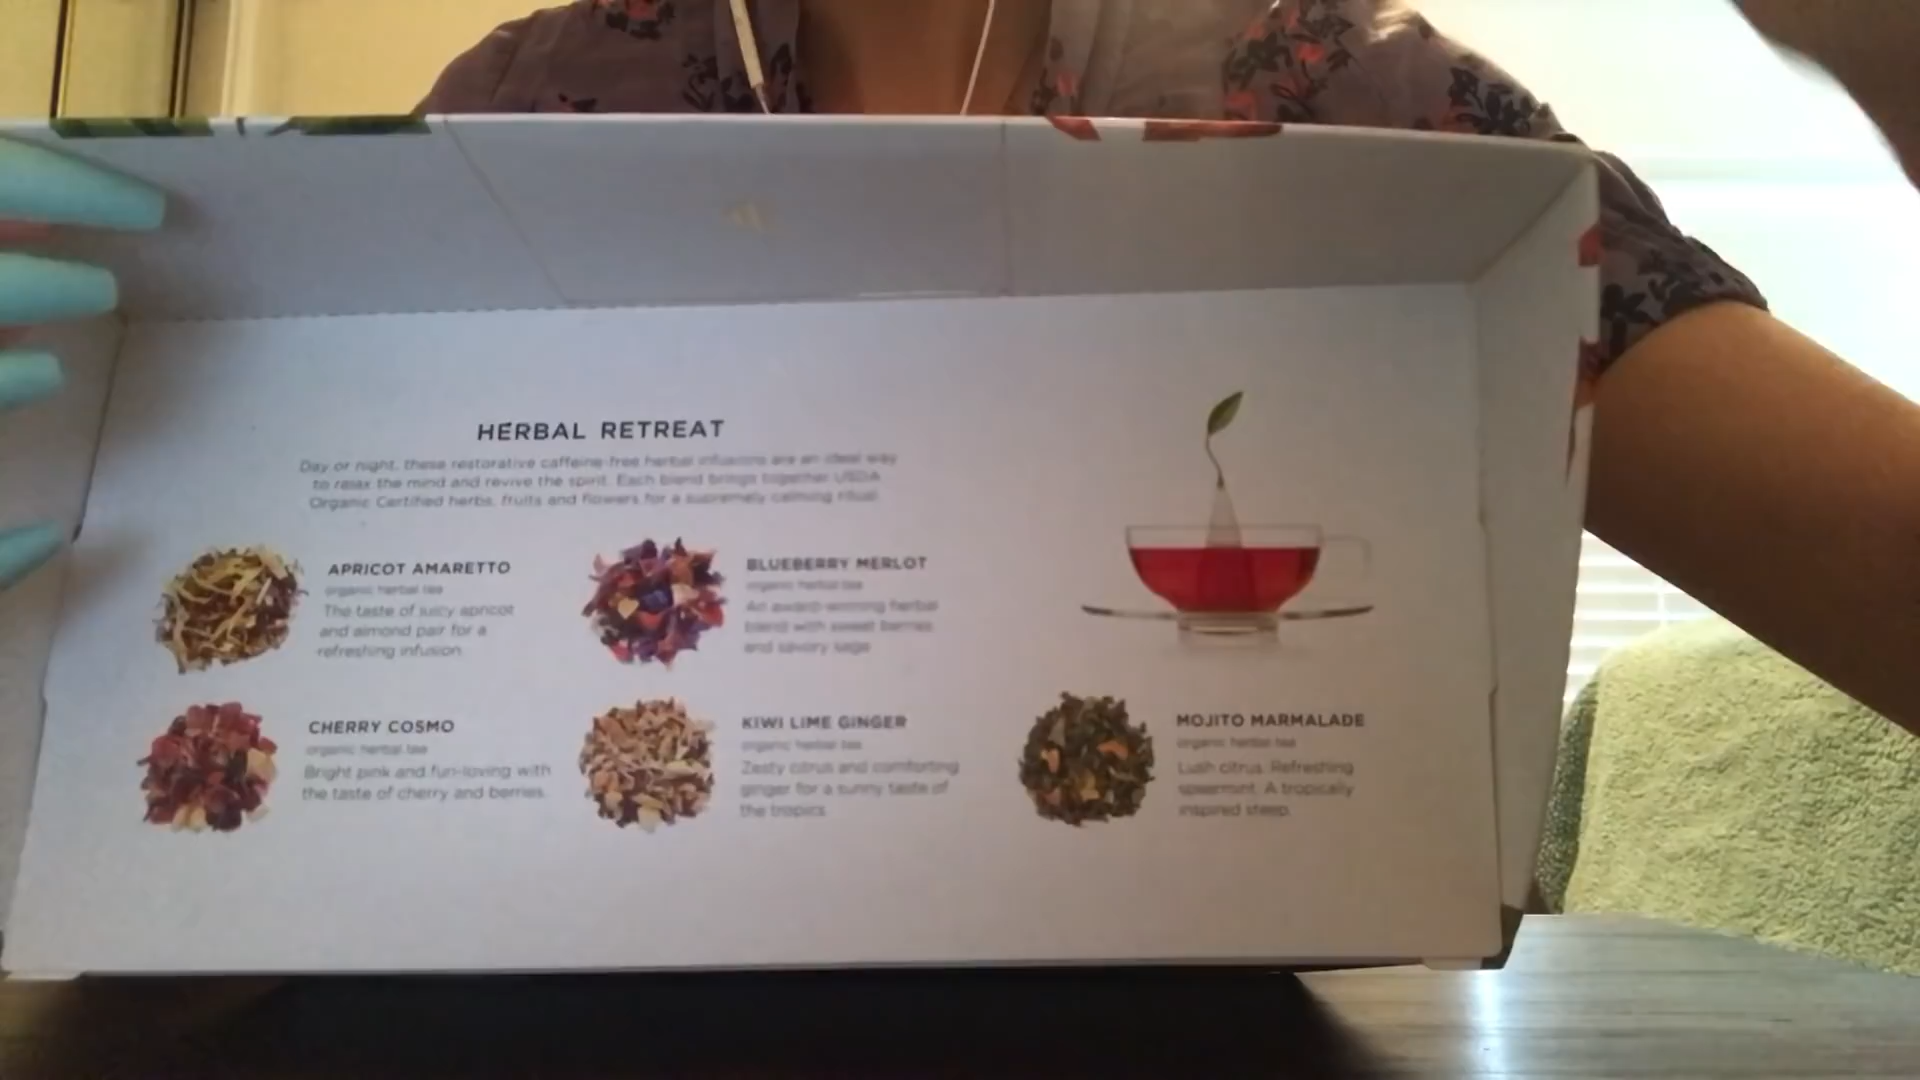 HERBAL RETREAT
Day or night, these restorative caffeine-free herbal infusions are an ideal way
to relax the mind and revive the spirit. Each blend brings together USDA
Organic Certified herbs, fruits and flowers for a supremely calming ritual.
APRICOT AMARETTO
organic herbal tea
The taste of juicy apricot
and almond pair for a
refreshing infusion.
BLUEBERRY MERLOT
organic herbal tea
An award-winning herbal
blend with sweet berries
and savory sage
CHERRY COSMO
organic herbal tea
Bright pink and fun-loving with
the taste of cherry and berries.
KIWI LIME GINGER
organic herbal tea
Zesty citrus and comforting
ginger for a sunny taste of
the tropics.
MOJITO MARMALADE
organic herbal tea
Lush citrus. Refreshing
spearmint. A tropically
inspired steep.